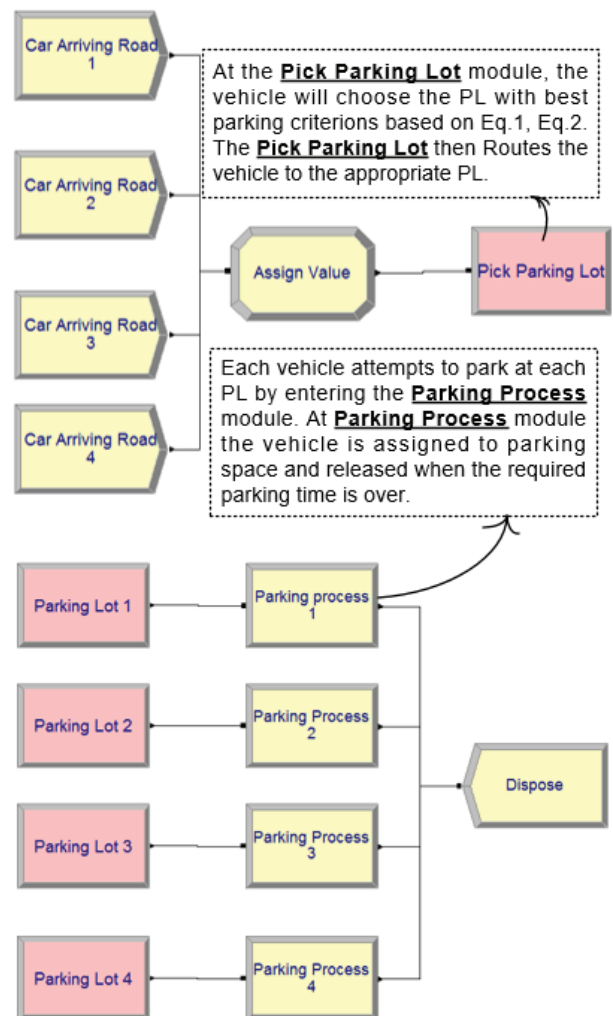 Car Arriving Road
1
At the Pick Parking Lot module, the
vehicle will choose the PL with best
parking criterions based on Eq.1, Eq.2.
The Pick Parking Lot then Routes the
vehicle to the appropriate PL.
Car Arriving Road
2
Assign Value
Pick Parking Lot
Car Arriving Road
3
Car Arriving Road
4
Each vehicle attempts to park at each
PL by entering the Parking Process
module. At Parking Process module
the vehicle is assigned to parking
space and released when the required
parking time is over.
Parking Lot 1
Parking process
1
Parking Lot 2
Parking Process
2
Dispose
Parking Lot 3
Parking Process
3
Parking Lot 4
Parking Process
4